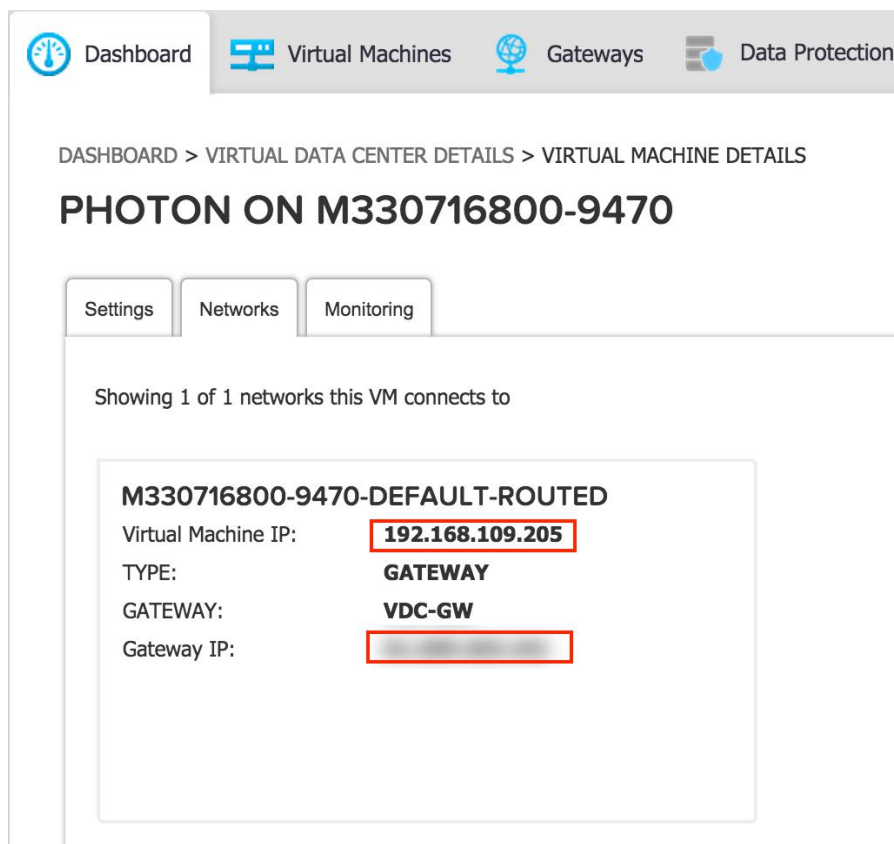 Dashboard Virtual Machines Gateways Data Protection
DASHBOARD > VIRTUAL DATA CENTER DETAILS > VIRTUAL MACHINE DETAILS
PHOTON ON M330716800-9470
Settings Networks Monitoring
Showing 1 of 1 networks this VM connects to
M330716800-9470-DEFAULT-ROUTED
Virtual Machine IP: 192.168.109.205
TYPE: GATEWAY
GATEWAY: VDC-GW
Gateway IP: